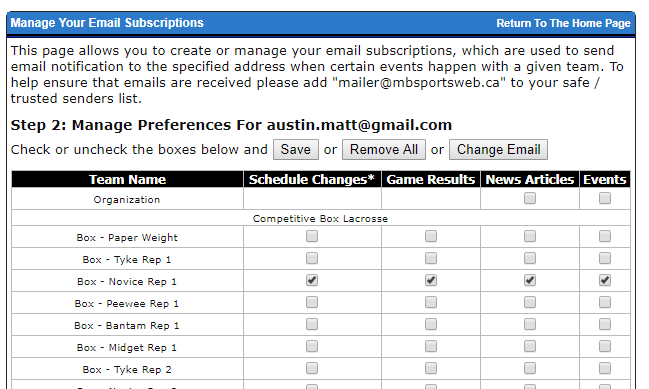 Manage Your Email Subscriptions Return To The Home Page
This page allows you to create or manage your email subscriptions, which are used to send
email notification to the specified address when certain events happen with a given team. To
help ensure that emails are received please add "mailer@mbsportsweb.ca" to your safe /
trusted senders list.
Step 2: Manage Preferences For austin.matt@gmail.com
Check or uncheck the boxes below and Save or Remove All or Change Email
Team Name Schedule Changes* Game Results News Articles Events
Organization
Competitive Box Lacrosse
Box - Paper Weight
Box - Tyke Rep 1
Box - Novice Rep 1
Box - Peewee Rep 1
Box - Bantam Rep 1
Box - Midget Rep 1
Box - Tyke Rep 2